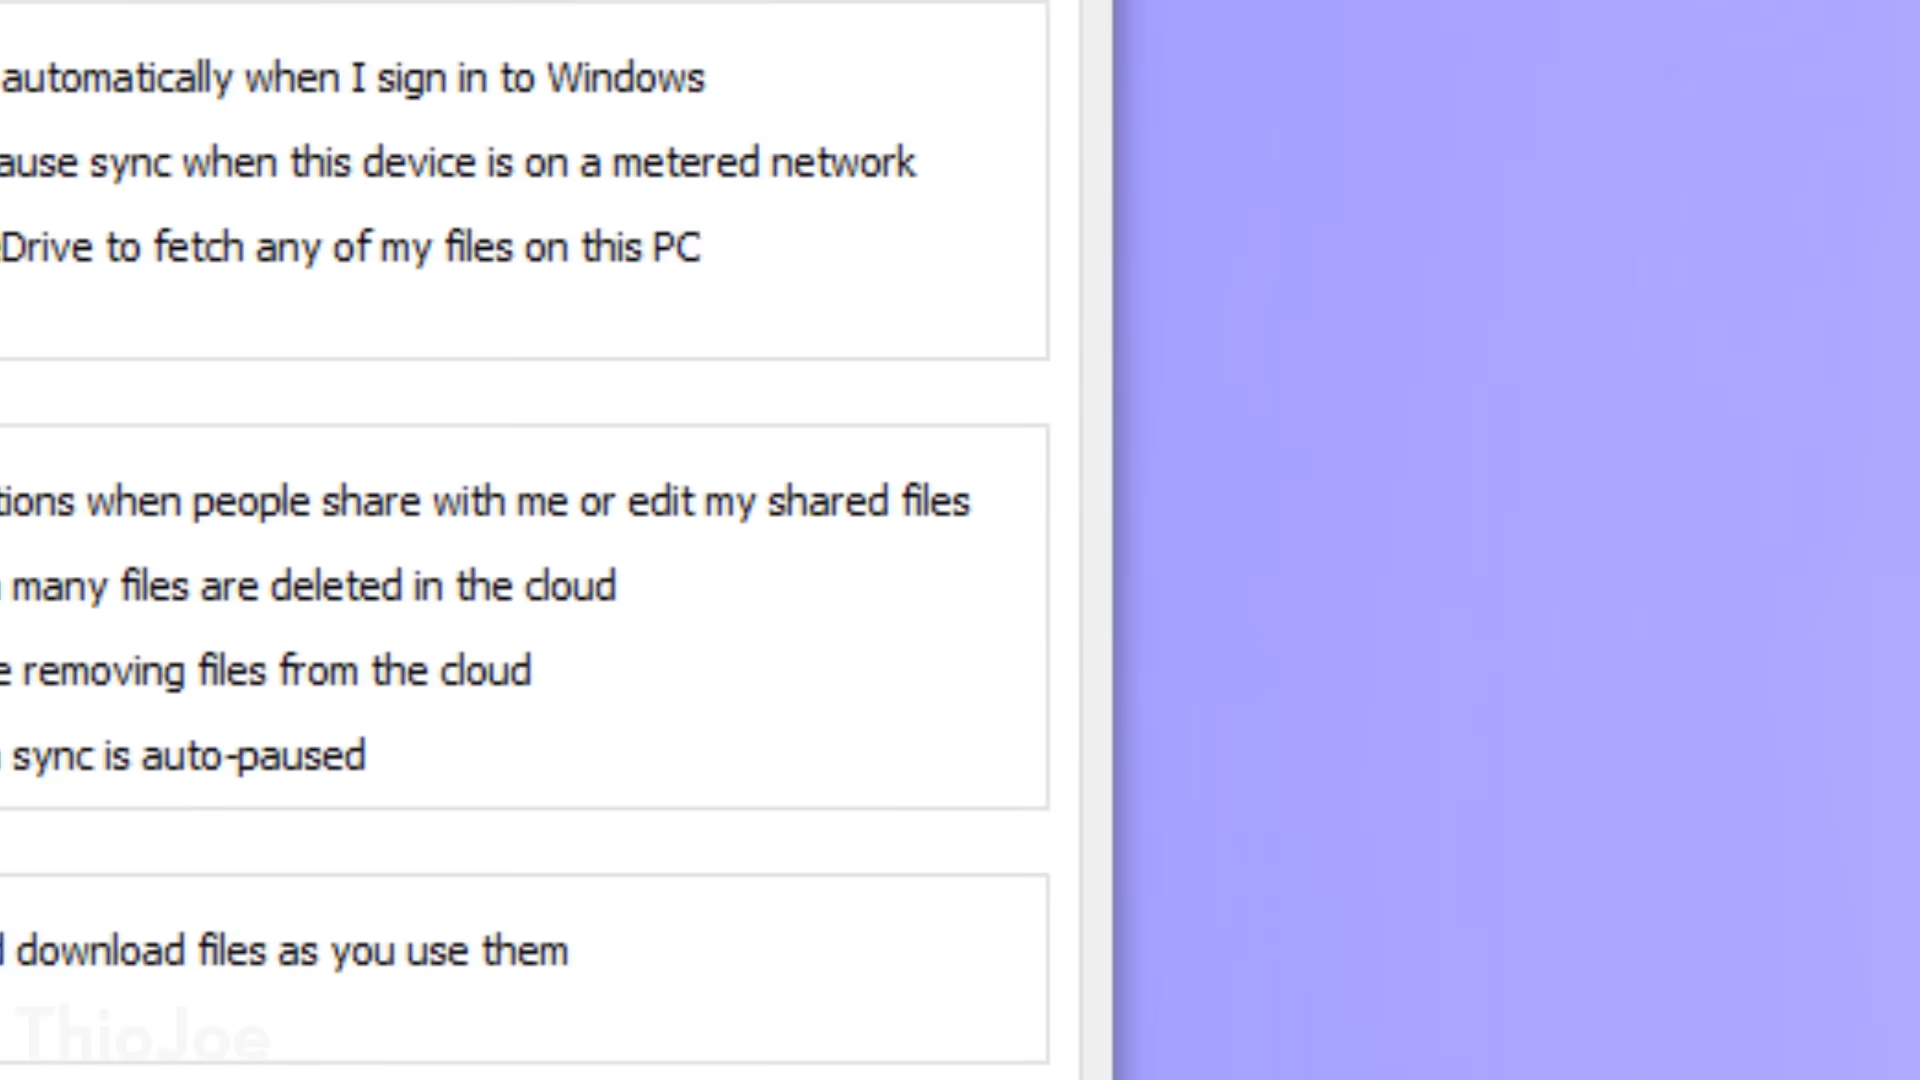 automatically when I sign in to Windows
ause sync when this device is on a metered network
Drive to fetch any of my files on this PC
tions when people share with me or edit my shared files
many files are deleted in the cloud
e removing files from the cloud
sync is auto-paused
d download files as you use them
ThioJoe